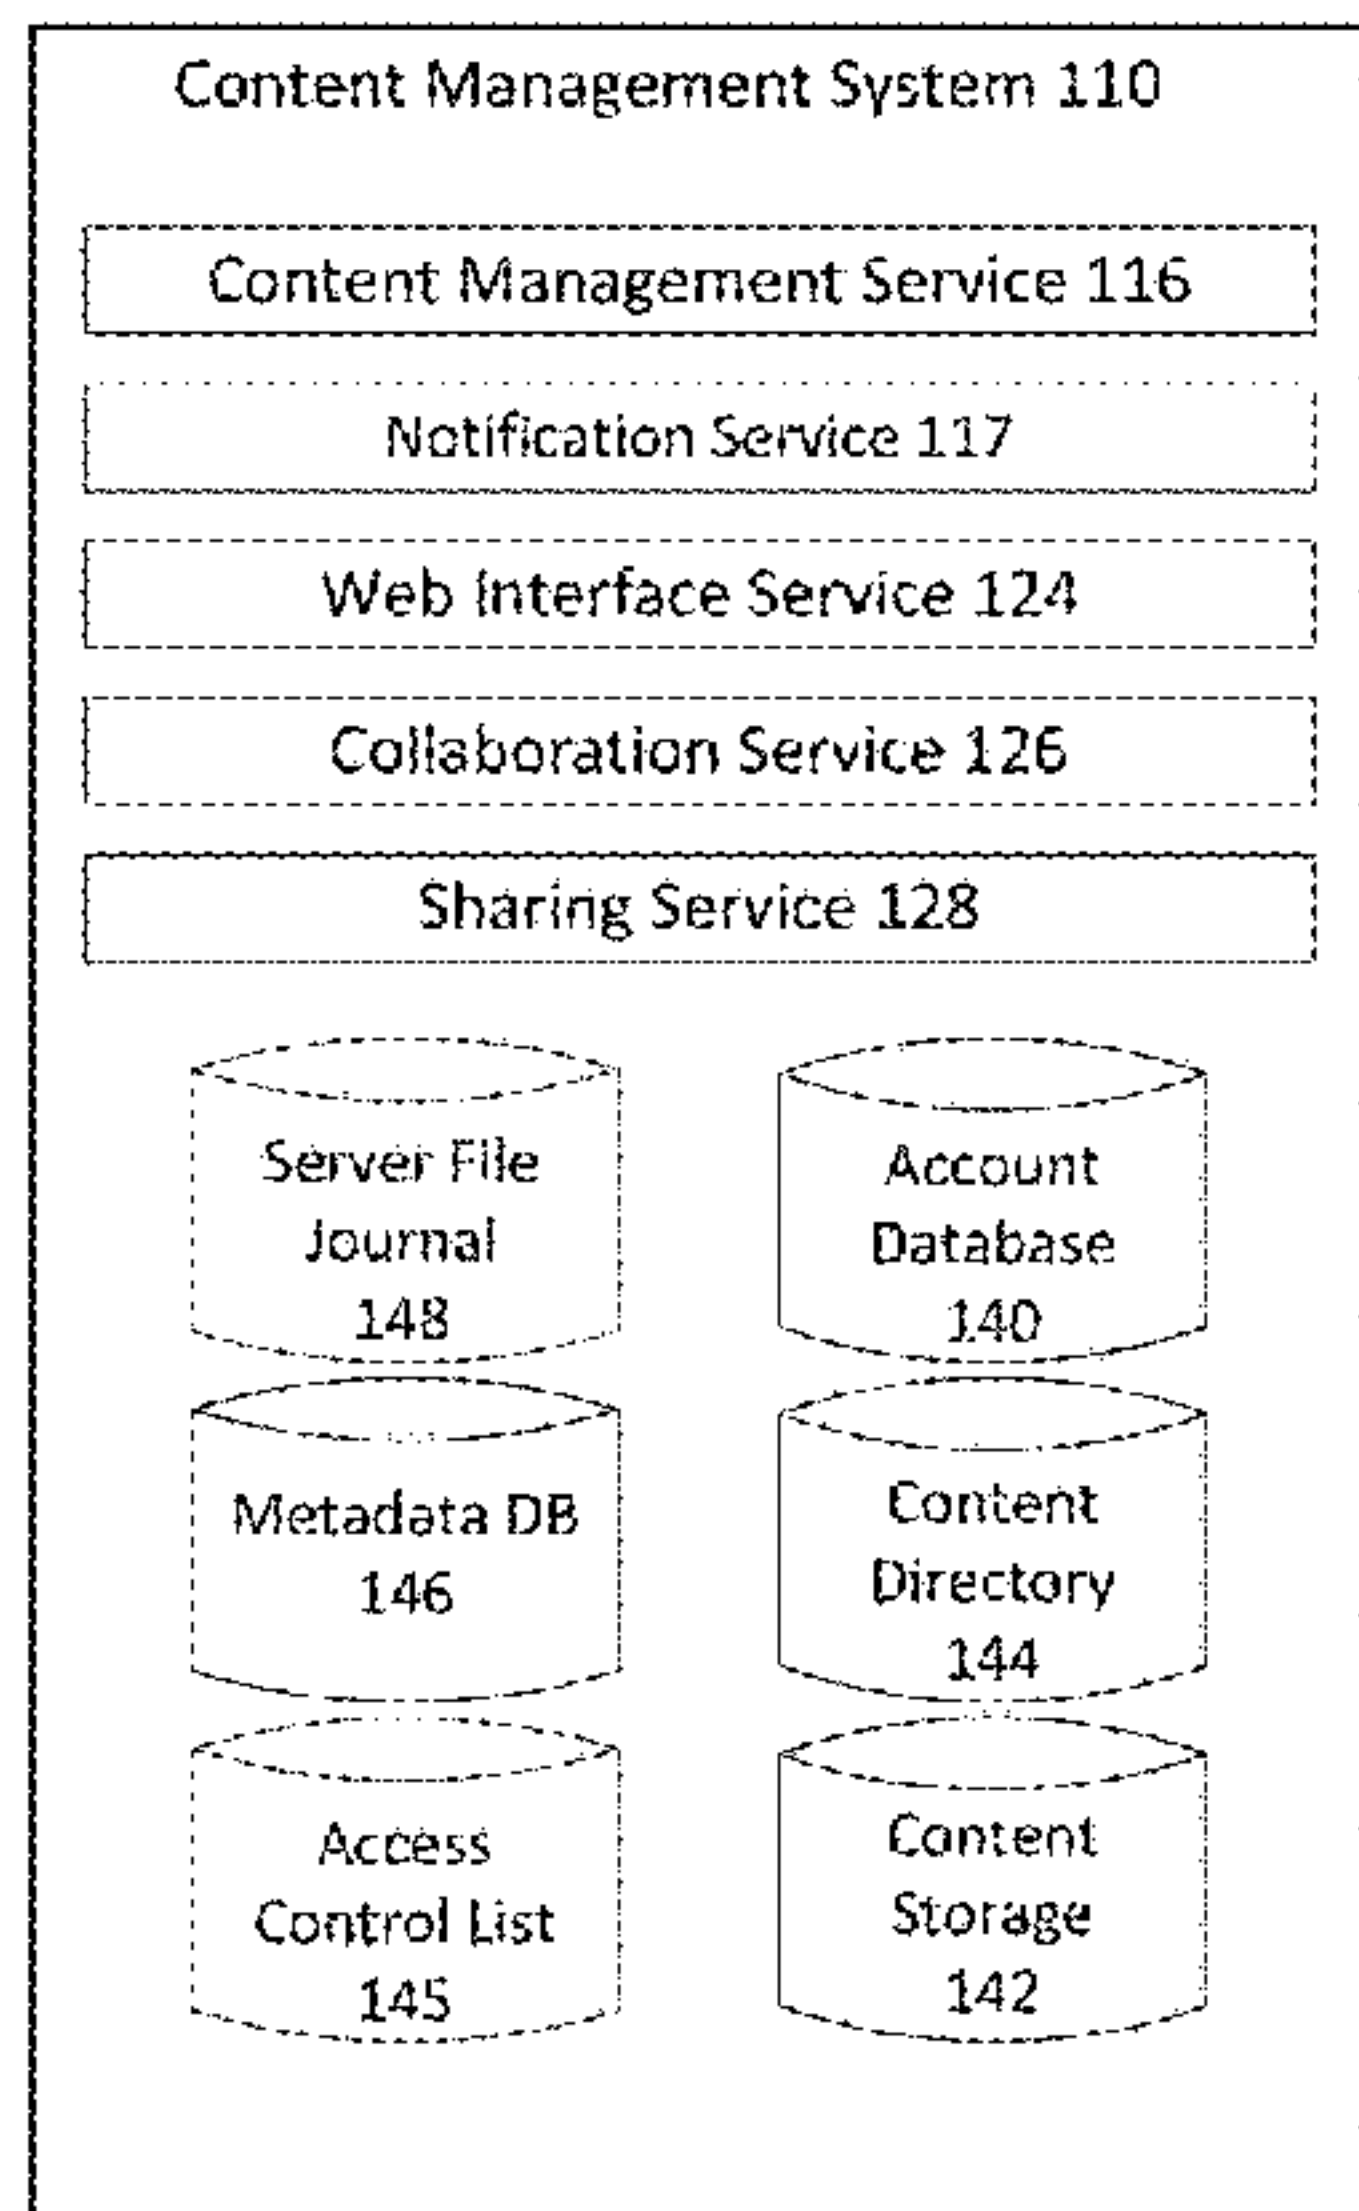 Content Management System 110
Content Management Service 116
Notification Service 117
Web Interface Service 124
Collaboration Service 126
Sharing Service 128
Server File
Journal
148
Account
Database
140
Metadata DB
146
Content
Directory
144
Access
Control List
145
Content
Storage
142